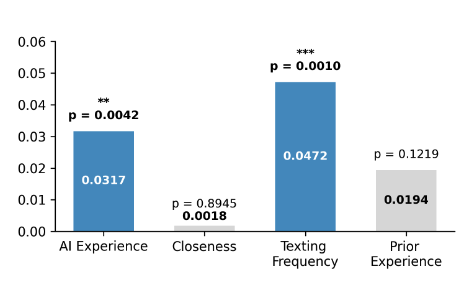 0.06
0.05
0.04
0.03
0.02
0.01
0.00
**
p = 0.0042
0.0317
p = 0.8945
0.0018
***
p = 0.0010
0.0472
p = 0.1219
0.0194
AI Experience
Closeness
Texting
Frequency
Prior
Experience